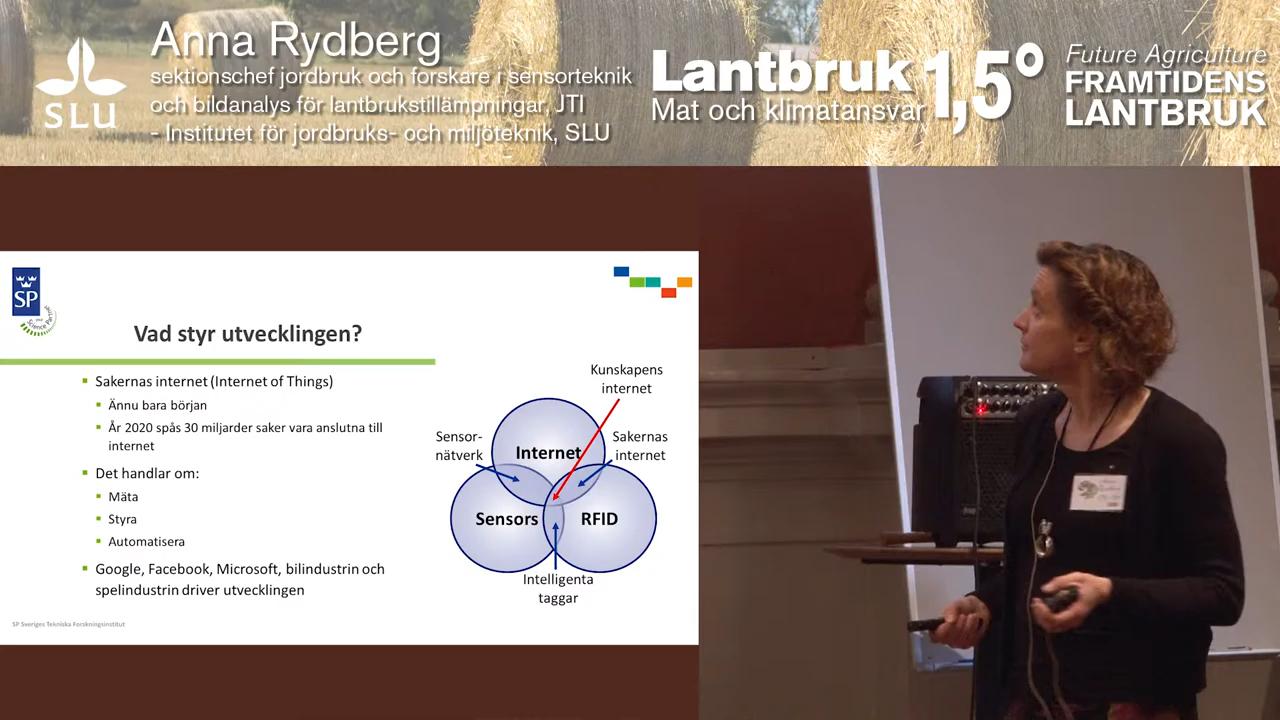 Anna Rydberg
sektionschef jordbruk och forskare i sensorteknik
och bildanalys för lantbrukstillämpningar, JTI
- Institutet för jordbruks- och miljöteknik, SLU
SLU
Lantbruk 1,5°
Mat och klimatansvar
Future Agriculture
FRAMTIDENS
LANTBRUK
SP
Vad styr utvecklingen?
Sakernas internet (Internet of Things)
Ännu bara början
År 2020 spås 30 miljarder saker vara anslutna till
internet
Det handlar om:
Mäta
Styra
Automatisera
Google, Facebook, Microsoft, bilindustrin och
spelindustrin driver utvecklingen
Kunskapens
internet
Sensor-
nätverk
Internet
Sakernas
internet
Sensors
RFID
Intelligenta
taggar
SP Sveriges Tekniska Forskningsinstitut